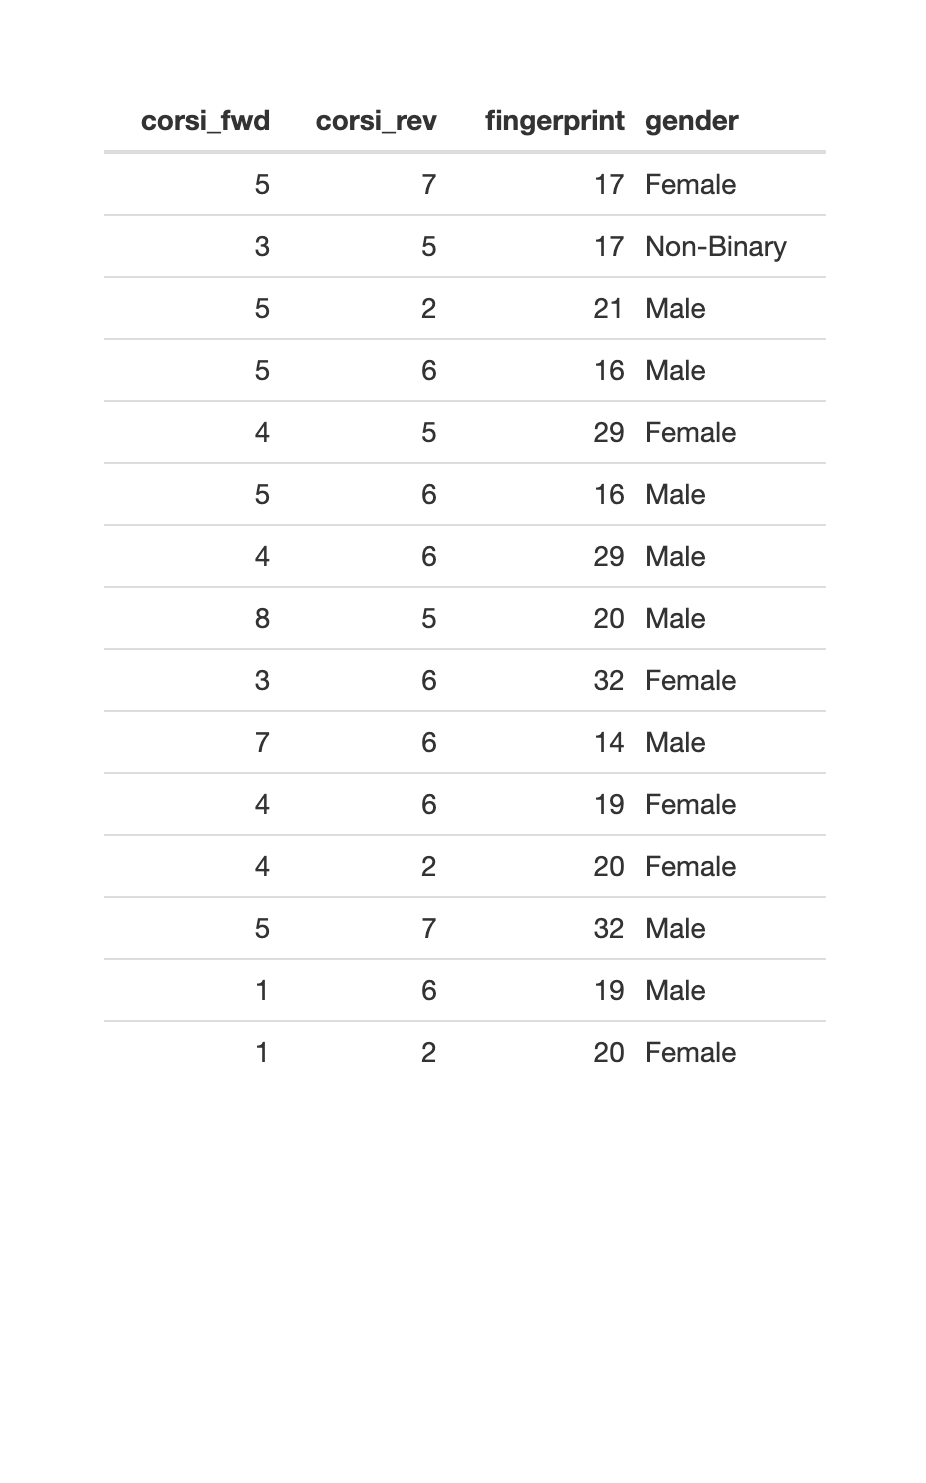 corsi_fwd corsi_rev fingerprint gender
5 7 17 Female
3 5 17 Non-Binary
5 2 21 Male
5 6 16 Male
4 5 29 Female
5 6 16 Male
4 6 29 Male
8 5 20 Male
3 6 32 Female
7 6 14 Male
4 6 19 Female
4 2 20 Female
5 7 32 Male
1 6 19 Male
1 2 20 Female